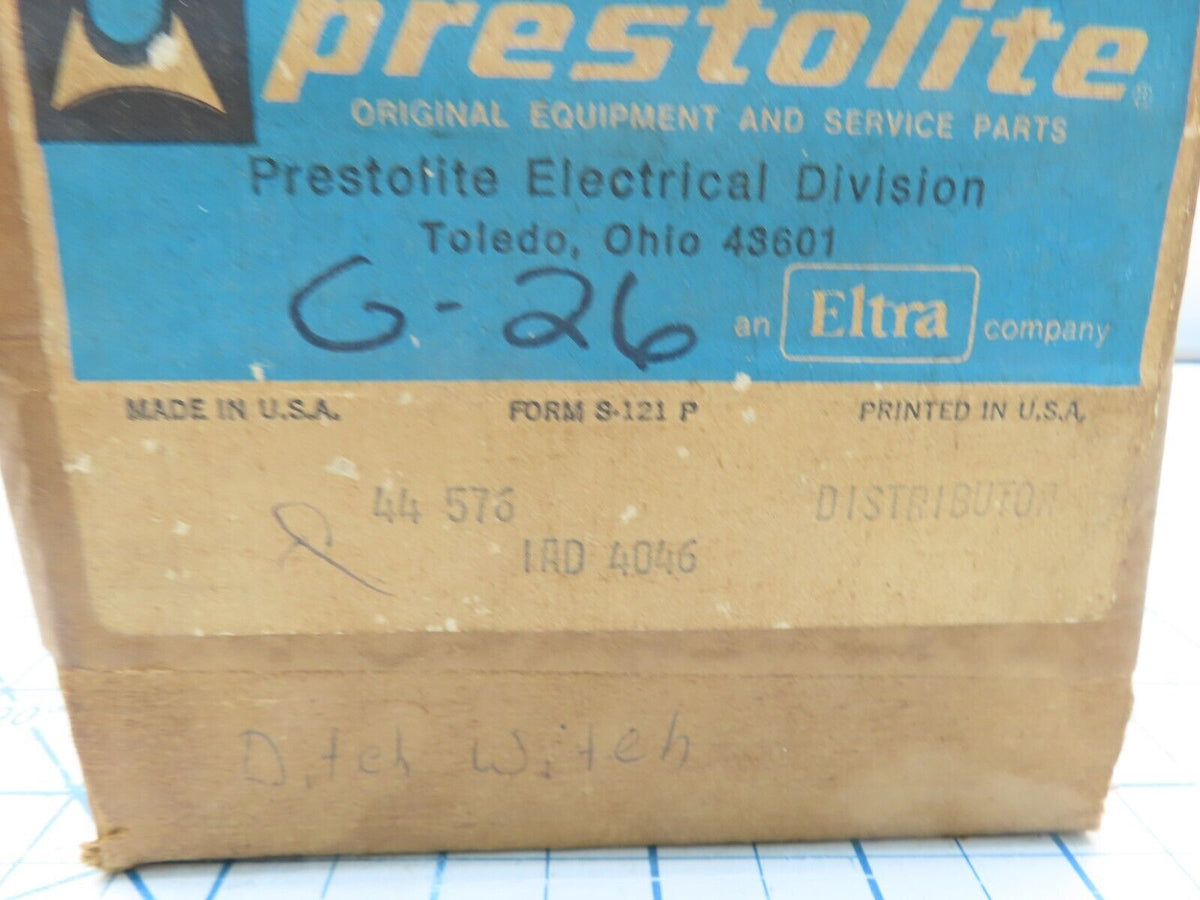 prestolite®
ORIGINAL EQUIPMENT AND SERVICE PARTS
Prestolite Electrical Division
Toledo, Ohio 43601
G-26
an Eltra company
MADE IN U.S.A. FORM S-121 P PRINTED IN U.S.A.
44 576 DISTRIBUTOR
IAD 4046
Ditch Witch